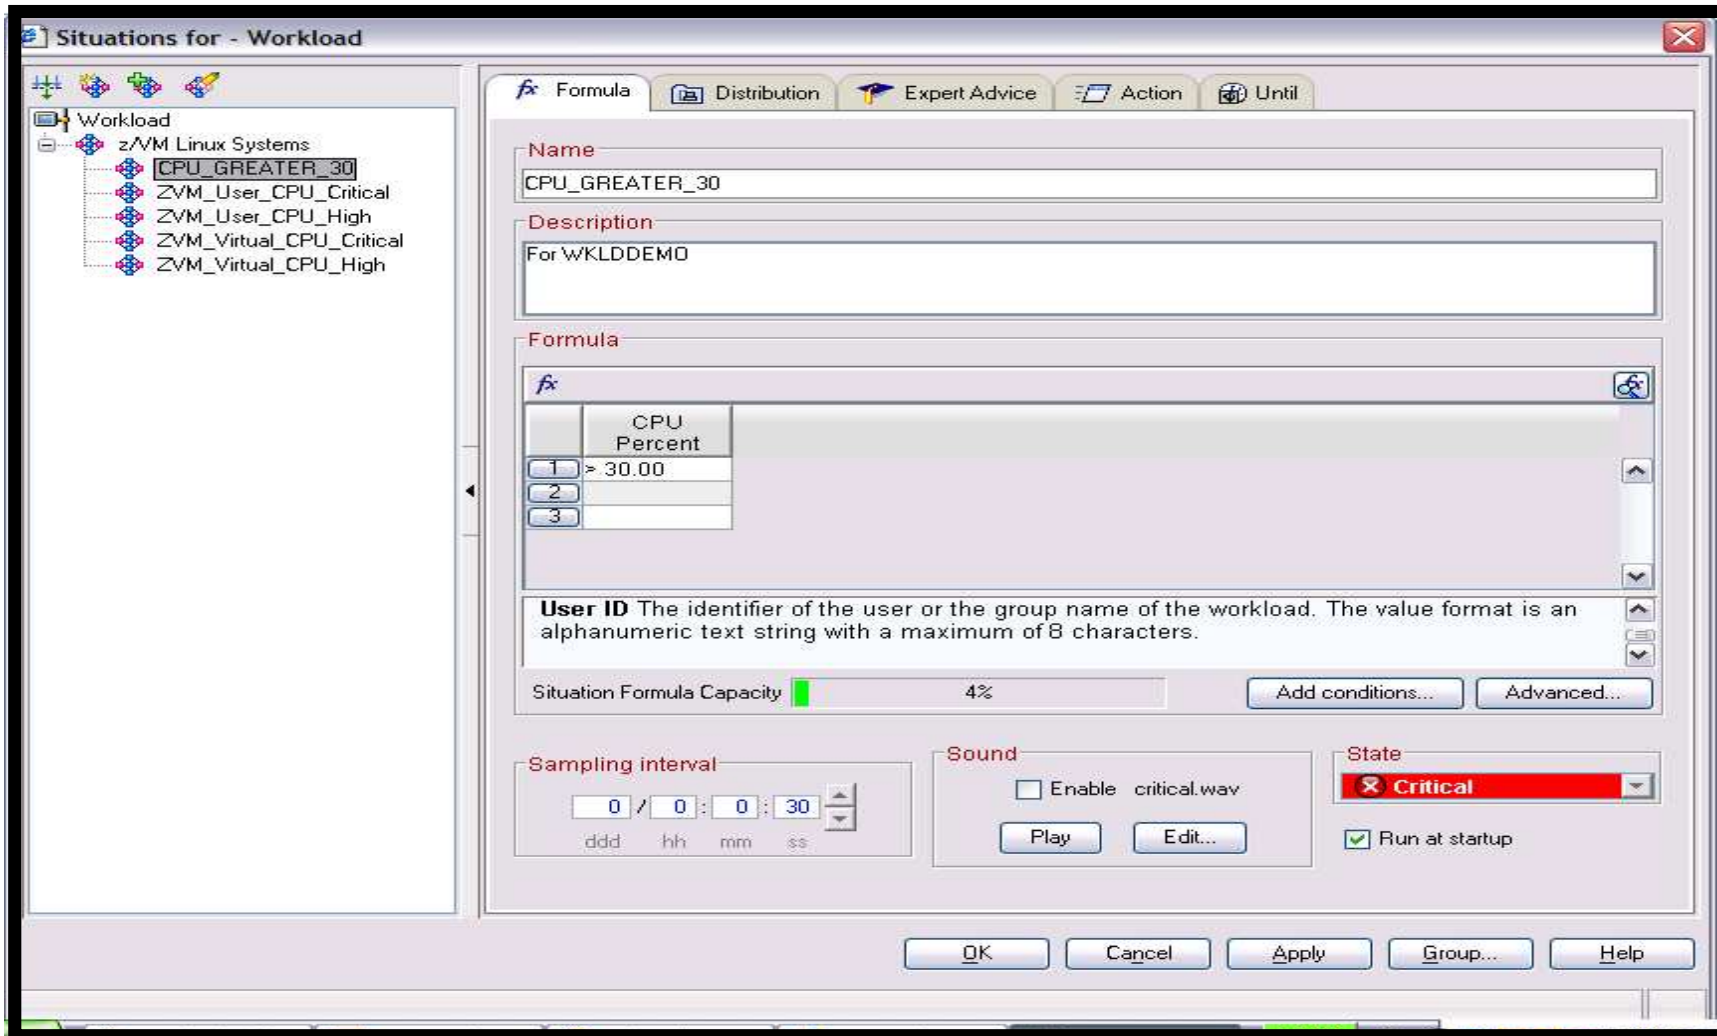 Situations for - Workload
Workload
z/VM Linux Systems
CPU_GREATER_30
ZVM_User_CPU_Critical
ZVM_User_CPU_High
ZVM_Virtual_CPU_Critical
ZVM_Virtual_CPU_High
fx Formula
Distribution
Expert Advice
Action
Until
Name
CPU_GREATER_30
Description
For WKLDDEMO
Formula
fx
CPU
Percent
1 > 30.00
2
3
User ID The identifier of the user or the group name of the workload. The value format is an
alphanumeric text string with a maximum of 8 characters.
Situation Formula Capacity 4% Add conditions... Advanced...
Sampling interval
0 / 0 : 0 : 30
ddd hh mm ss
Sound
Enable critical.wav
Play Edit...
State
Critical
Run at startup
OK Cancel Apply Group... Help